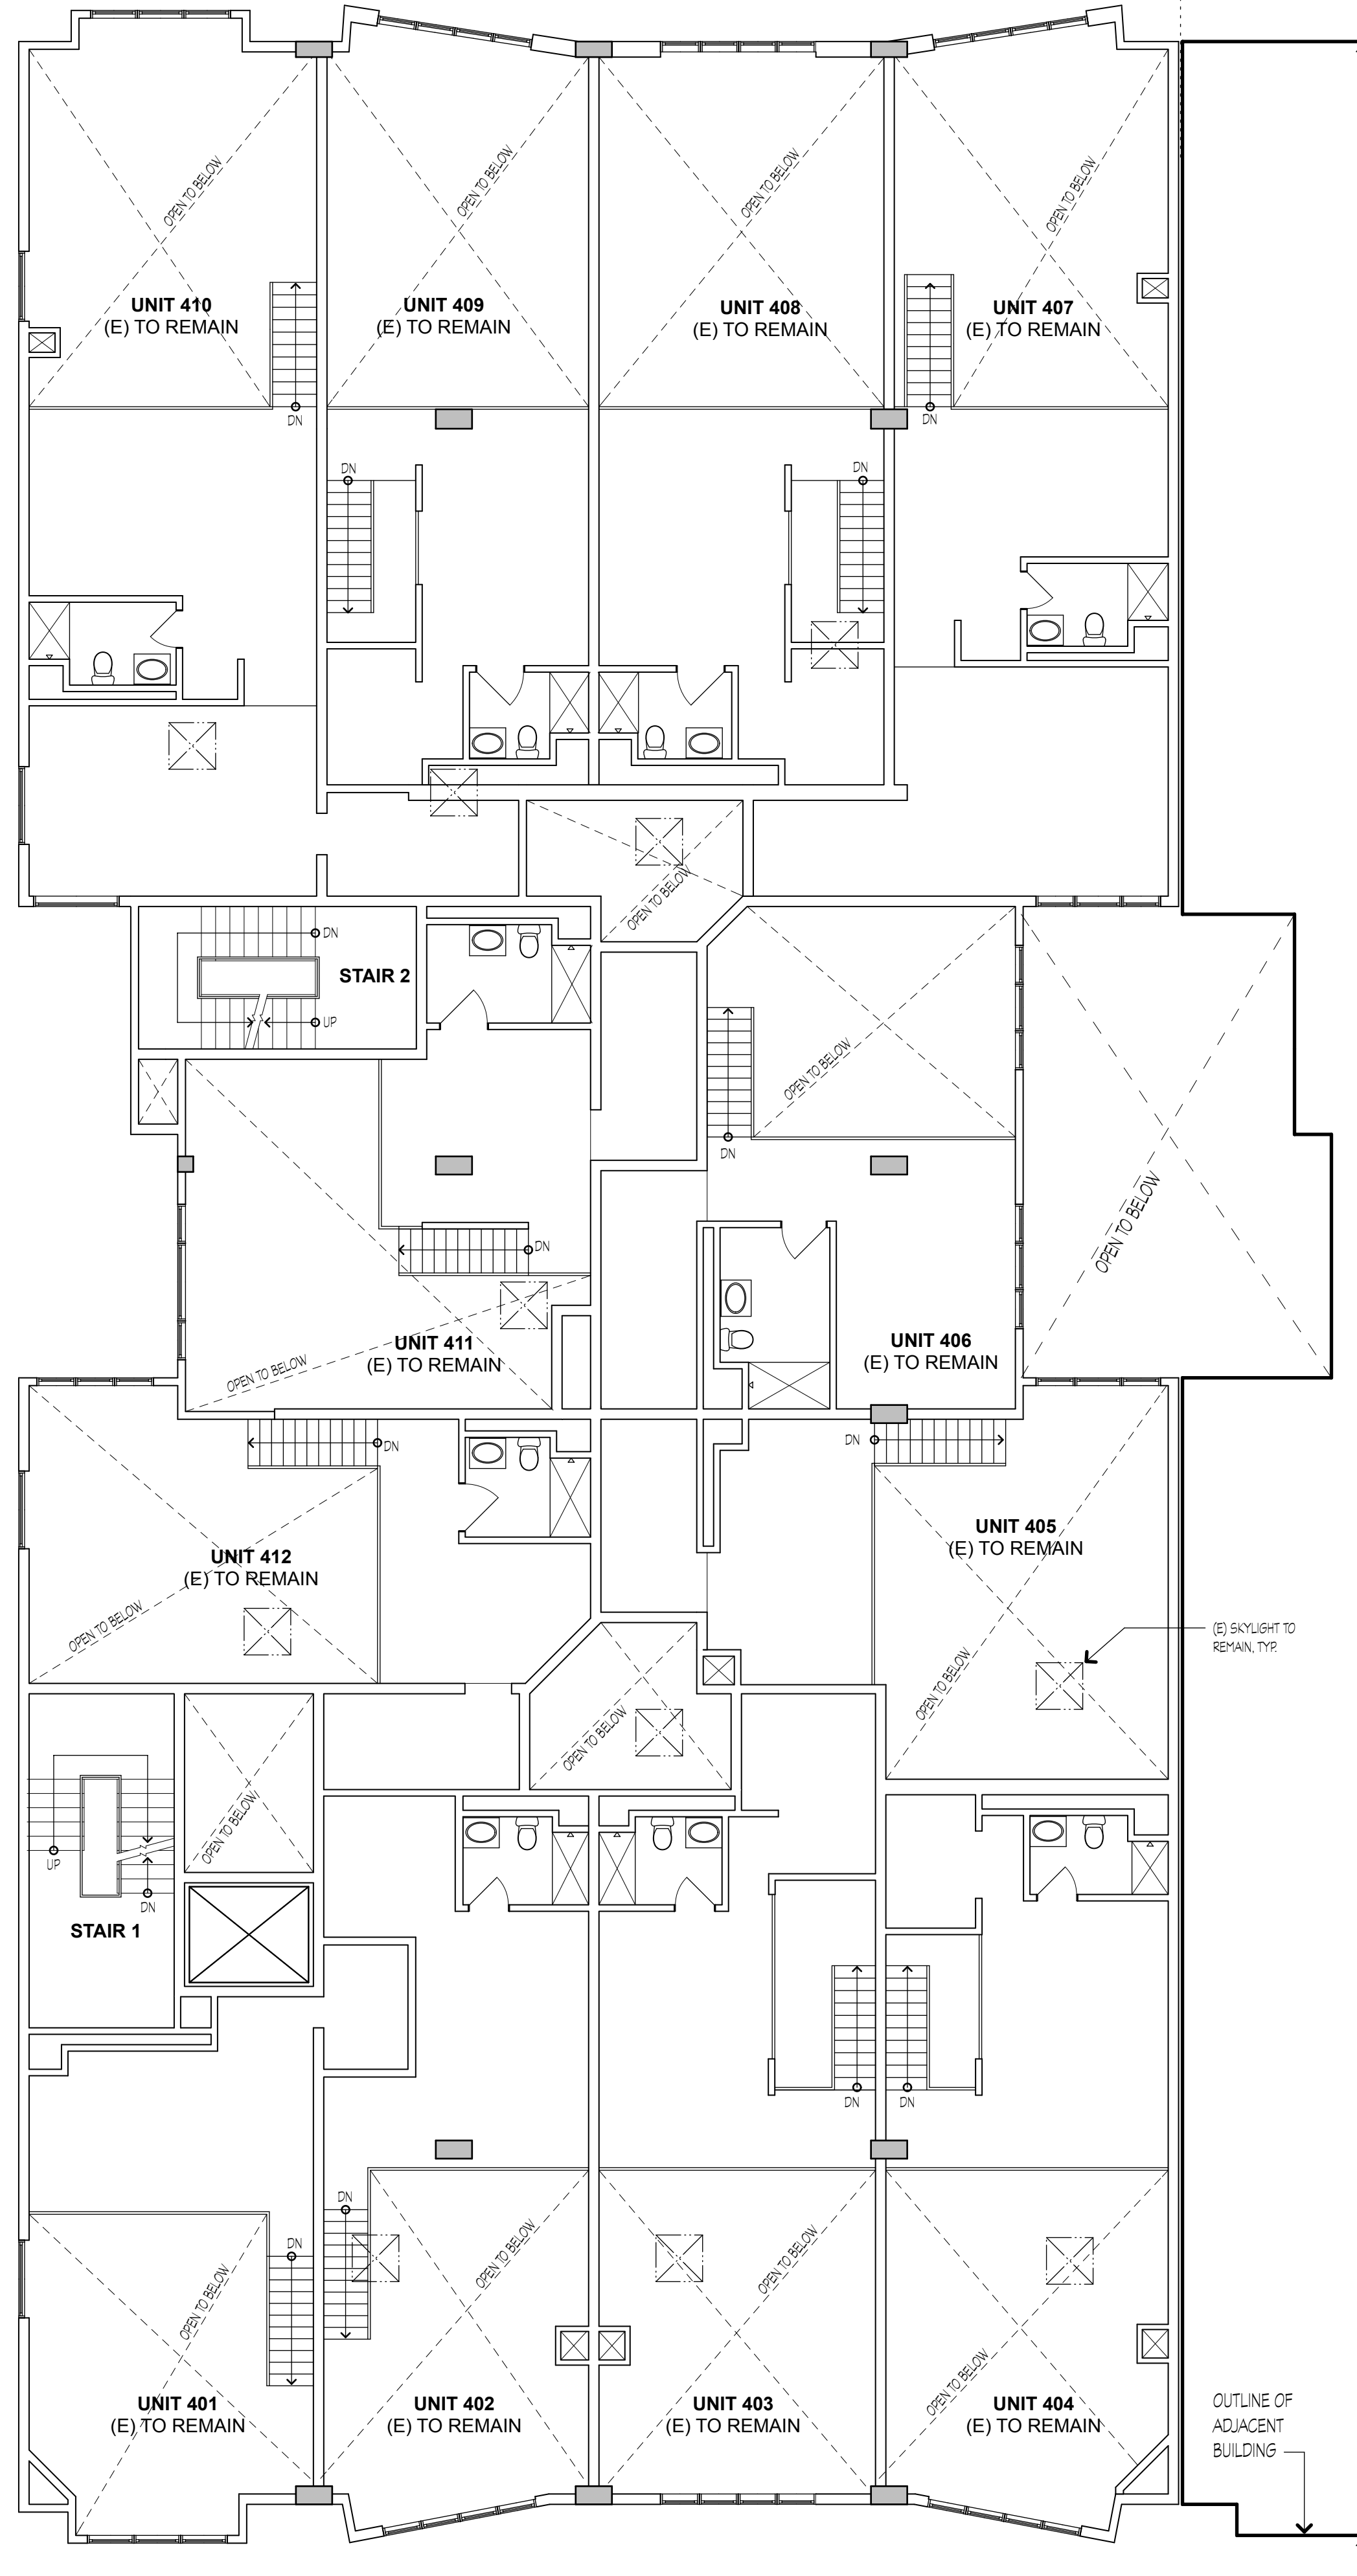 OPEN TO BELOW
OPEN TO BELOW
OPEN TO BELOW
OPEN TO BELOW
UNIT 410
(E) TO REMAIN
UNIT 409
(E) TO REMAIN
UNIT 408
(E) TO REMAIN
UNIT 407
(E) TO REMAIN
DN
DN
DN
DN
OPEN TO BELOW
DN
STAIR 2
UP
OPEN TO BELOW
DN
OPEN TO BELOW
DN
UNIT 411
(E) TO REMAIN
OPEN TO BELOW
UNIT 406
(E) TO REMAIN
DN
DN
UNIT 412
(E) TO REMAIN
OPEN TO BELOW
UNIT 405
(E) TO REMAIN
(E) SKYLIGHT TO
REMAIN, TYP.
OPEN TO BELOW
OPEN TO BELOW
OPEN TO BELOW
UP
DN
STAIR 1
DN
DN
DN
DN
OPEN TO BELOW
OPEN TO BELOW
OPEN TO BELOW
OPEN TO BELOW
UNIT 401
(E) TO REMAIN
UNIT 402
(E) TO REMAIN
UNIT 403
(E) TO REMAIN
UNIT 404
(E) TO REMAIN
OUTLINE OF
ADJACENT
BUILDING